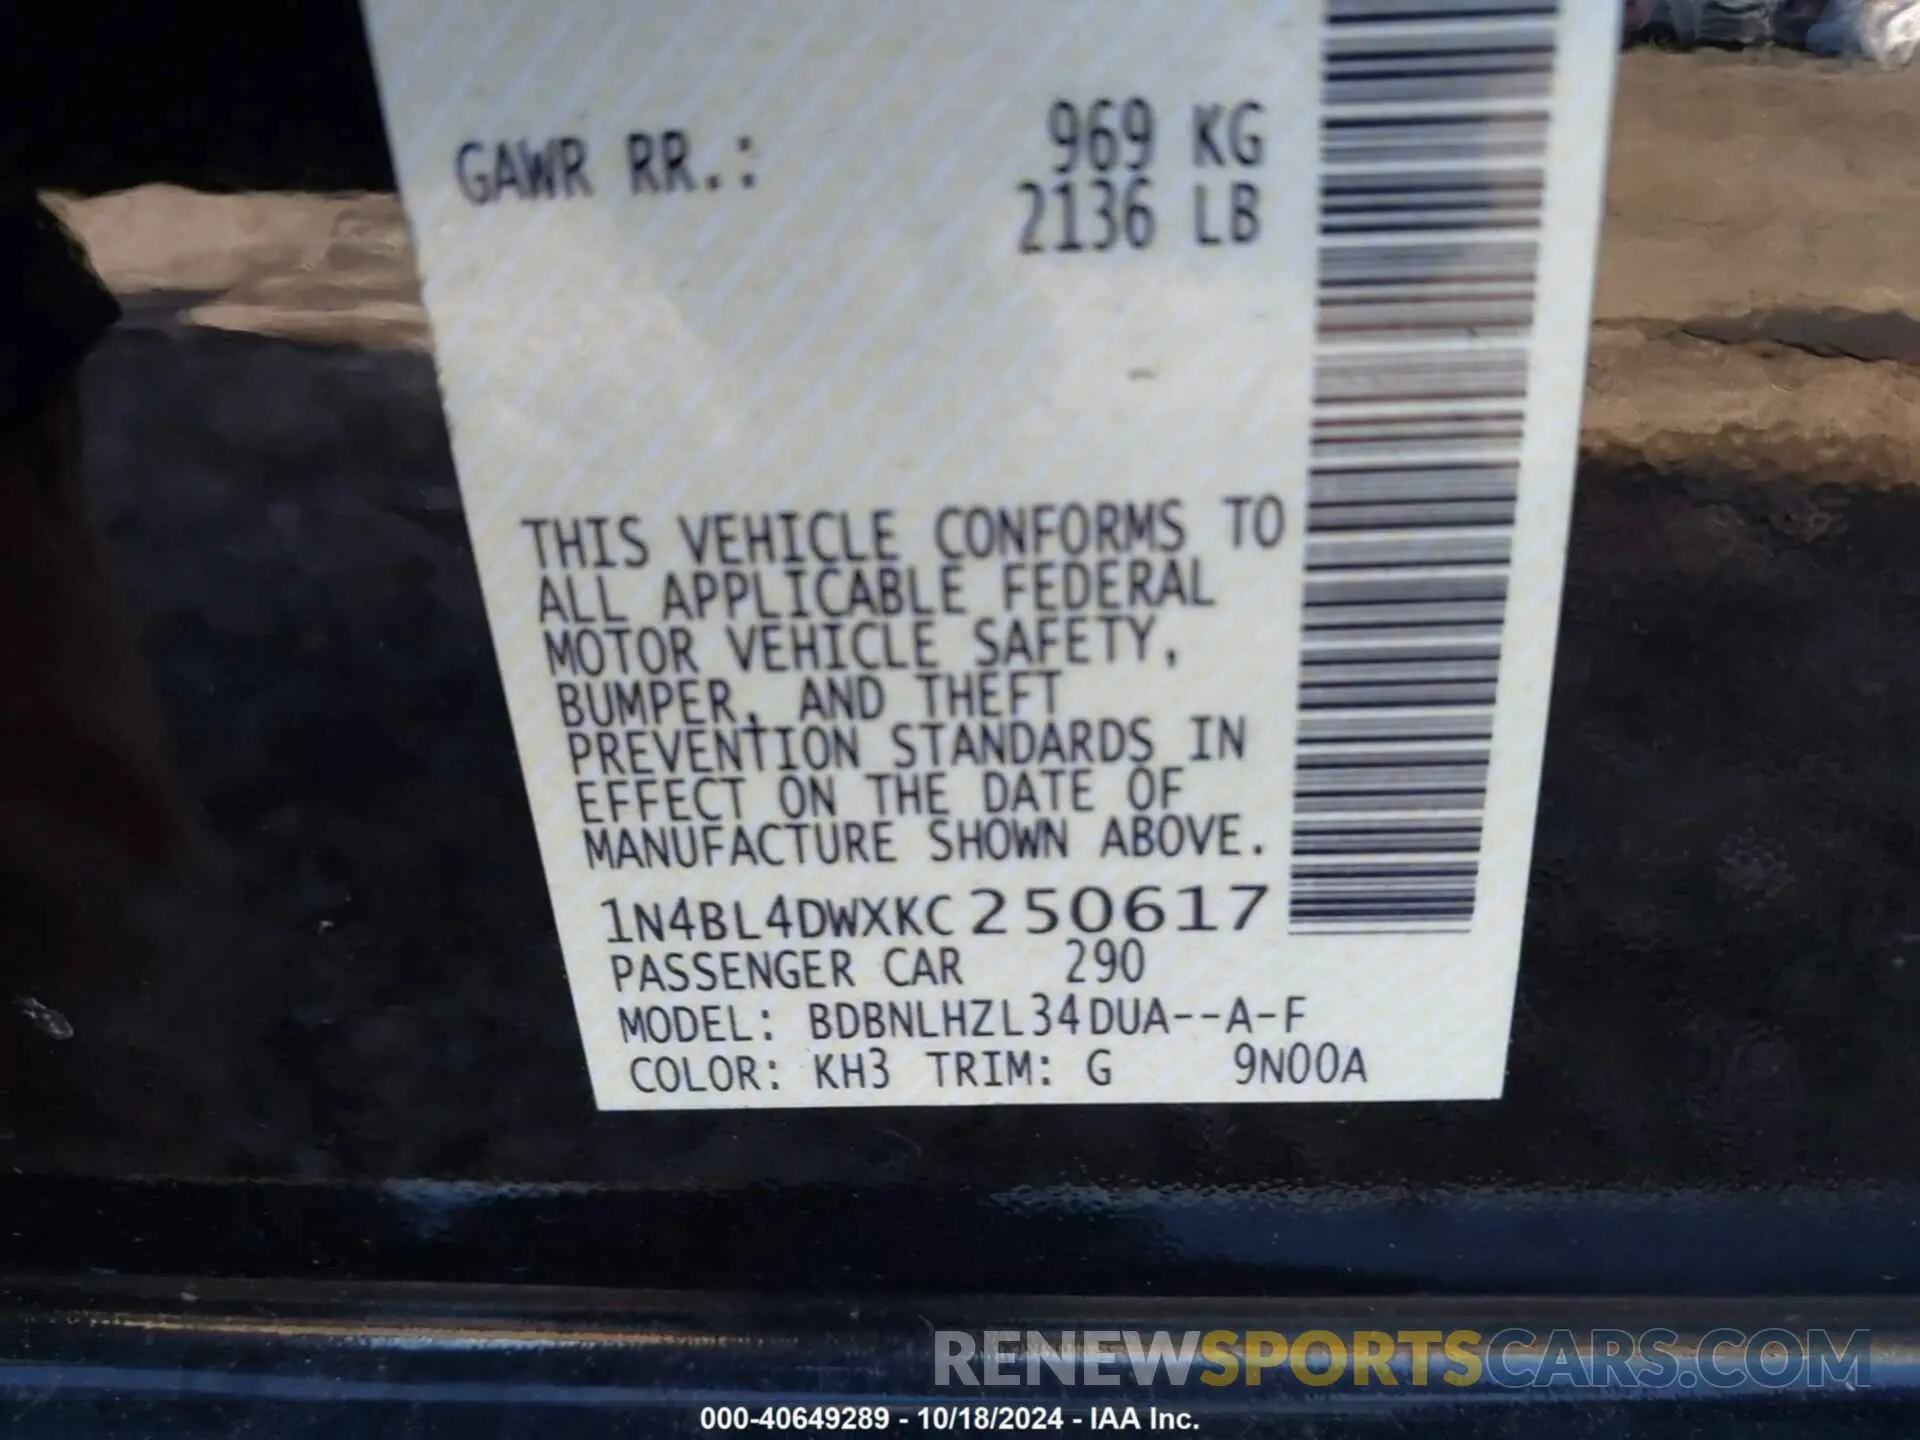 GAWR RR.: 969 KG
2136 LB
THIS VEHICLE CONFORMS TO
ALL APPLICABLE FEDERAL
MOTOR VEHICLE SAFETY,
BUMPER, AND THEFT
PREVENTION STANDARDS IN
EFFECT ON THE DATE OF
MANUFACTURE SHOWN ABOVE.
1N4BL4DWXKC250617
PASSENGER CAR 290
MODEL: BDBNLHZL34DUA--A-F
COLOR: KH3 TRIM: G 9N00A
RENEWSPORTSCARS.COM
000-40649289 - 10/18/2024 - IAA Inc.